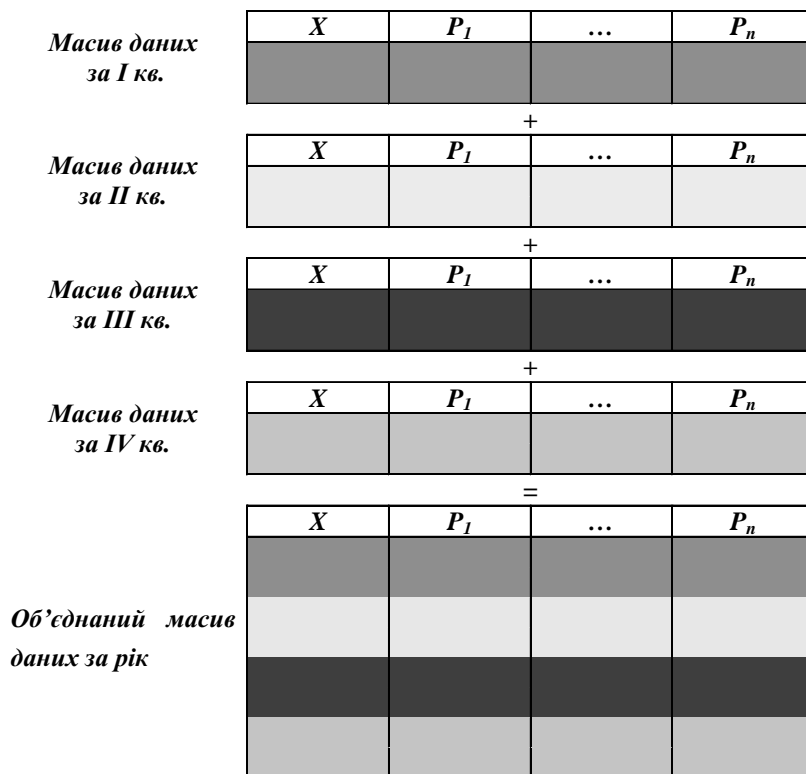 X P1 … Pn
Масив даних
за I кв.
+
X P1 … Pn
Масив даних
за II кв.
+
X P1 … Pn
Масив даних
за III кв.
+
X P1 … Pn
Масив даних
за IV кв.
=
X P1 … Pn
Об’єднаний масив
даних за рік